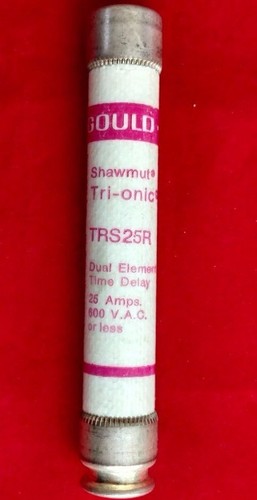 GOULD
Shawmut®
Tri-onic®
TRS25R
Dual Element
Time Delay
25 Amps.
600 V.A.C.
or less